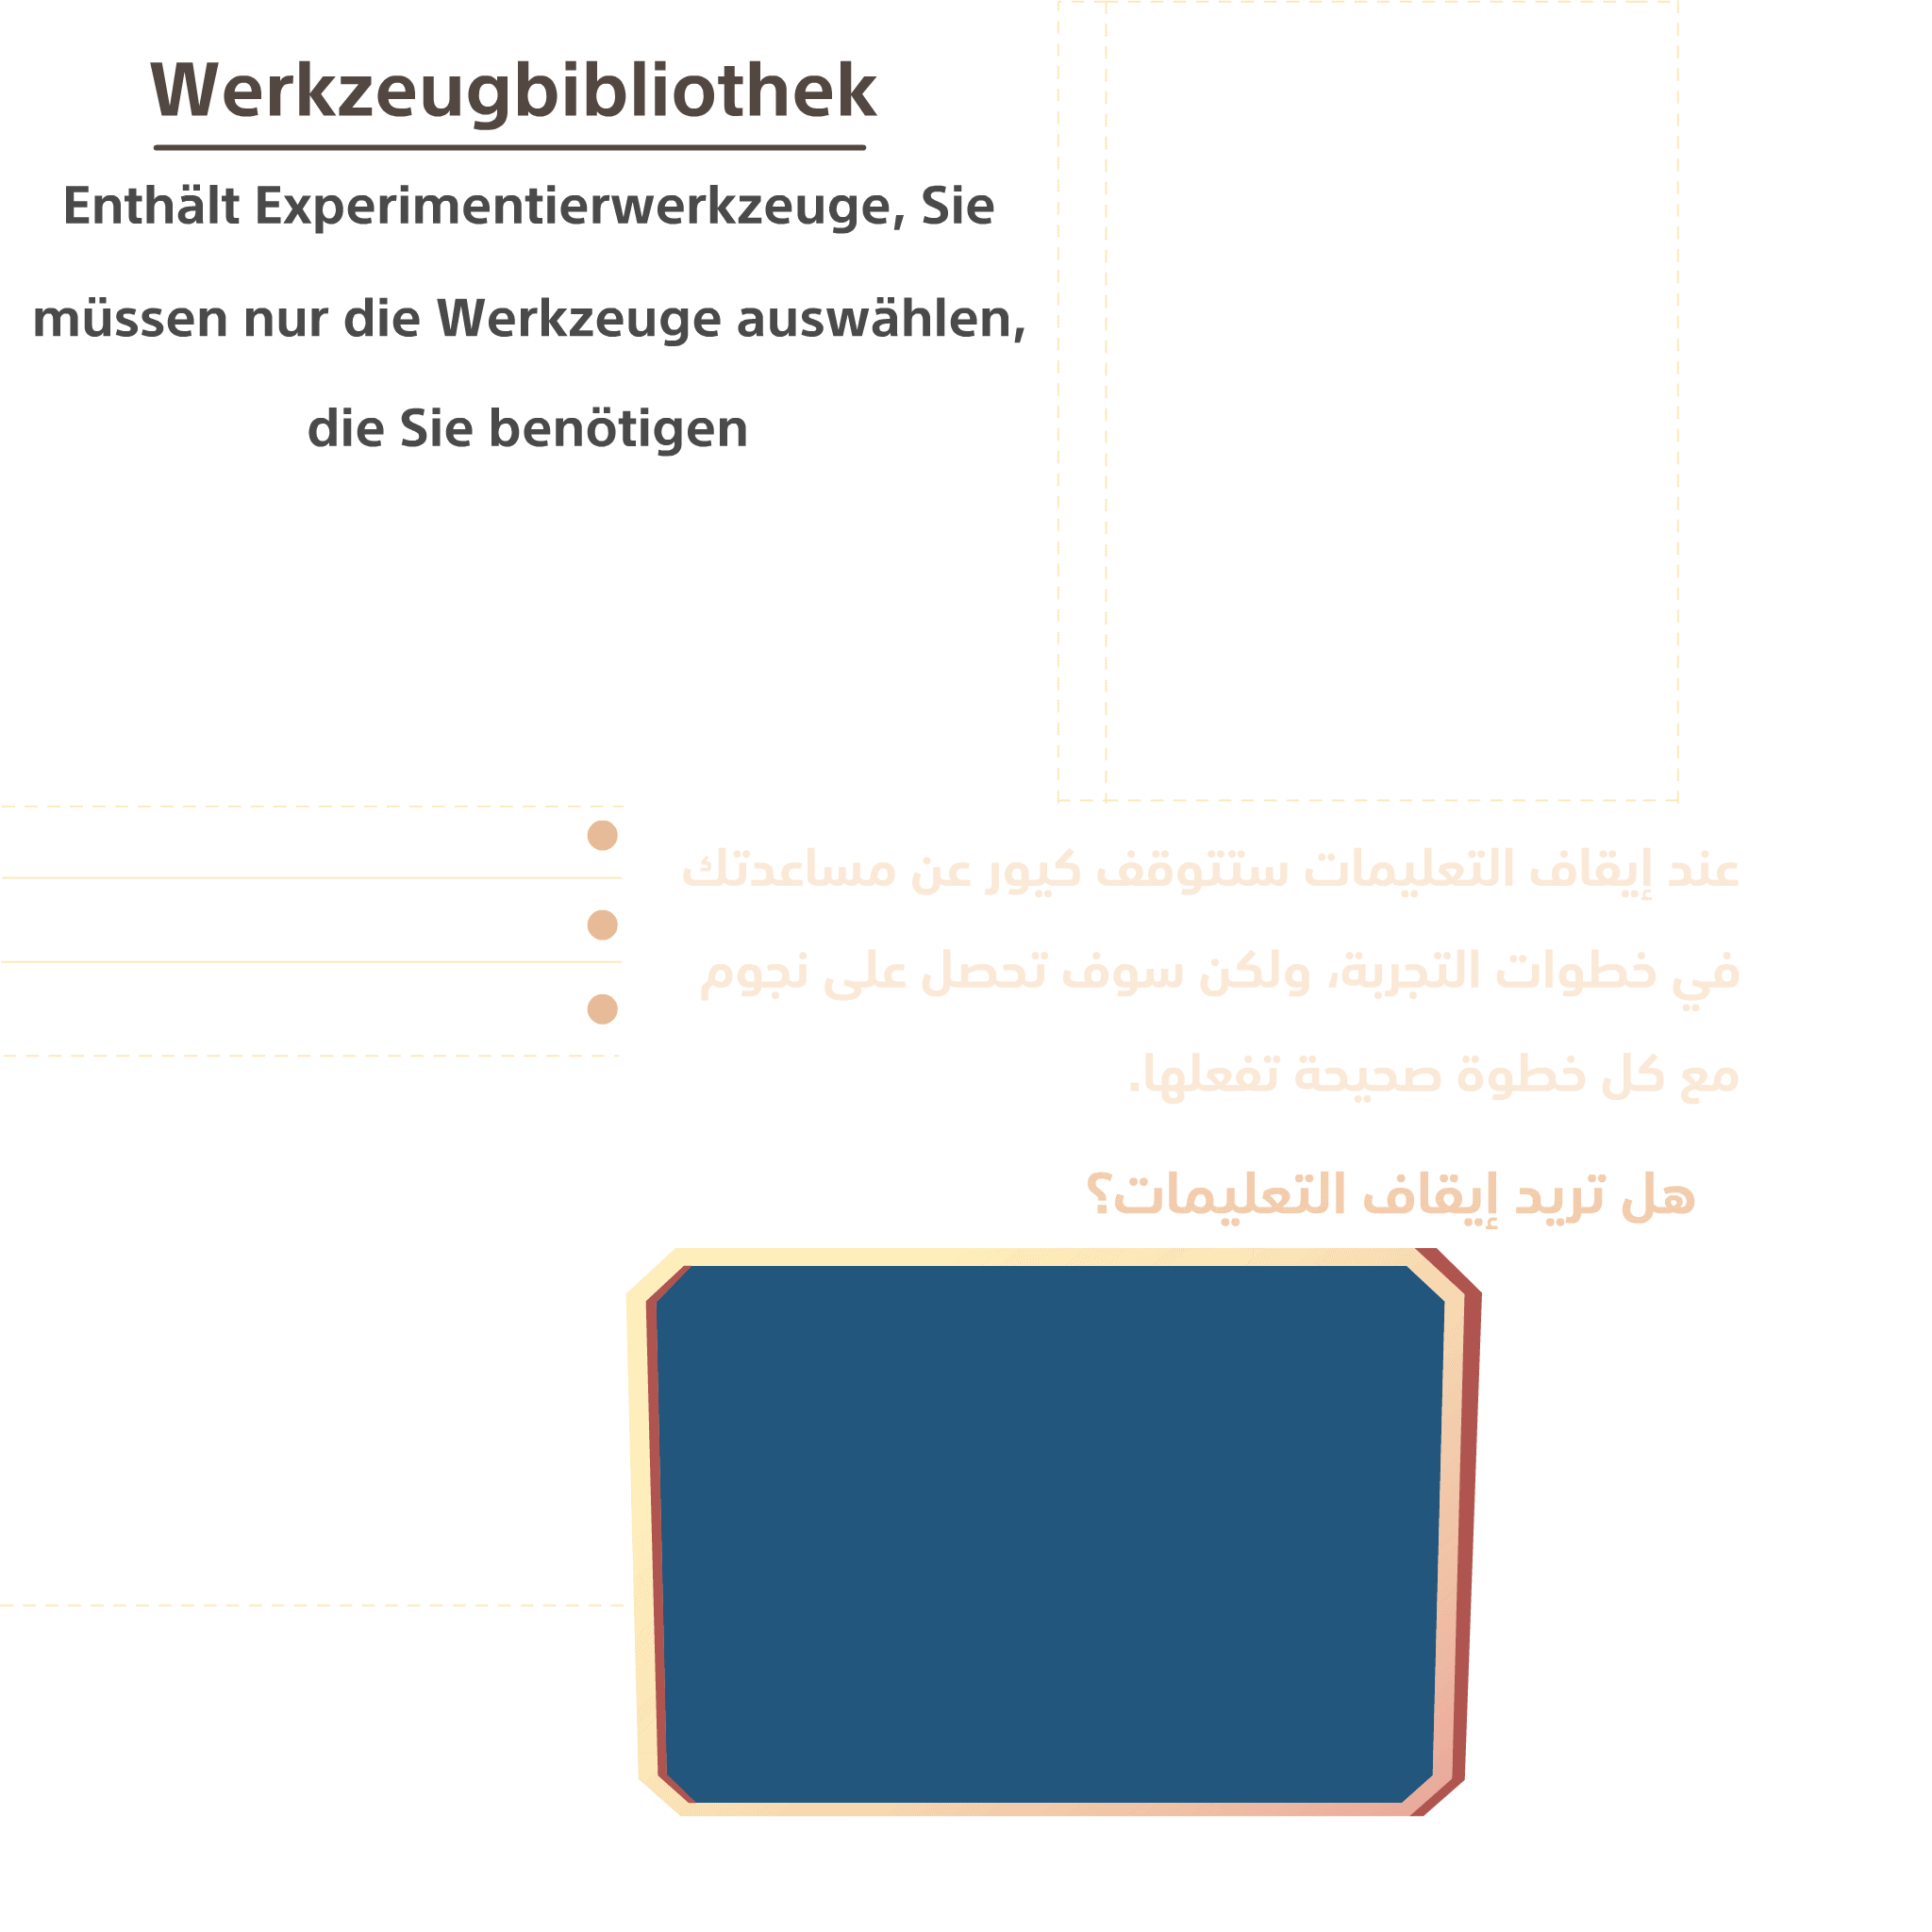 Werkzeugbibliothek
Enthält Experimentierwerkzeuge, Sie
müssen nur die Werkzeuge auswählen,
die Sie benötigen
عند إيقاف التعليمات ستتوقف كيور عن مساعدتك
في خطوات التجربة، ولكن سوف تحصل على نجوم
مع كل خطوة صحيحة تفعلها.
هل تريد إيقاف التعليمات؟